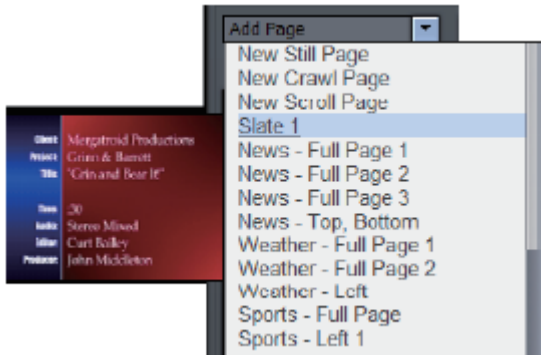 Add Page
New Still Page
New Crawl Page
New Scroll Page
Slate 1
News - Full Page 1
News - Full Page 2
News - Full Page 3
News - Top, Bottom
Weather - Full Page 1
Weather - Full Page 2
Weather - Left
Sports - Full Page
Sports - Left 1
Client: Mergatroid Productions
Project: Grinn & Barrett
Title: "Grin and Bear It"
Time: :30
Audio: Stereo Mixed
Editor: Curt Bailey
Producer: John Middleton